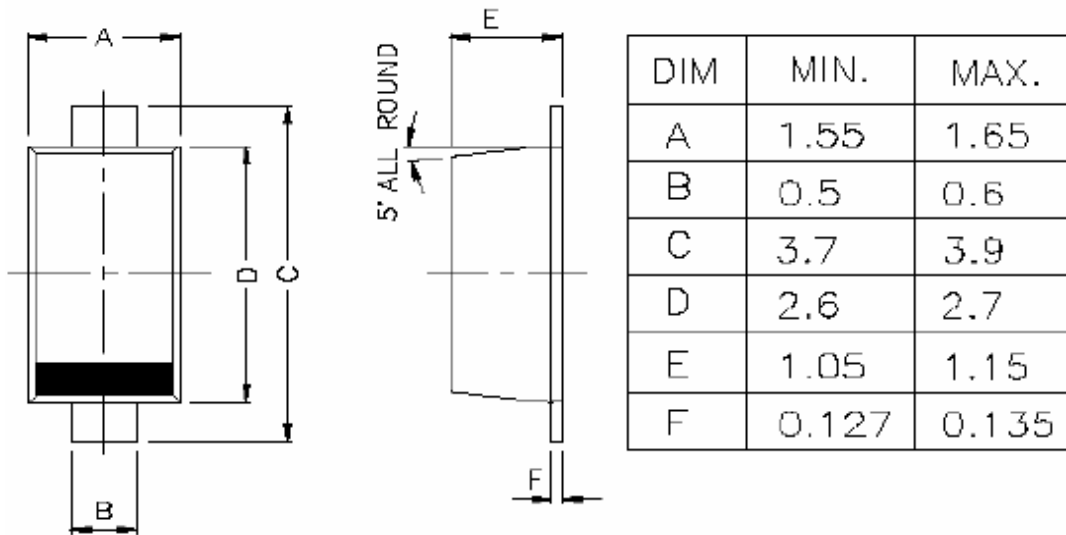 A
E
5° ALL ROUND
D
C
B
F
DIM MIN. MAX.
A 1.55 1.65
B 0.5 0.6
C 3.7 3.9
D 2.6 2.7
E 1.05 1.15
F 0.127 0.135